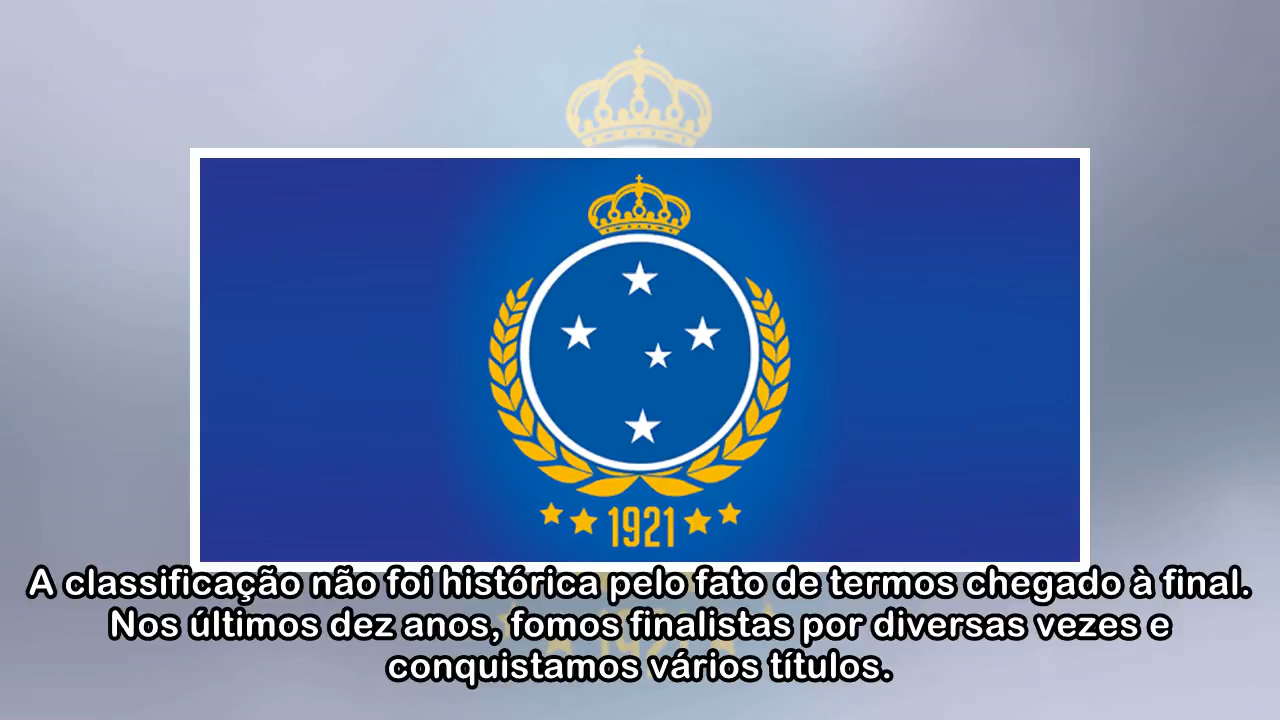 1921
A classificação não foi histórica pelo fato de termos chegado à final.
Nos últimos dez anos, fomos finalistas por diversas vezes e
conquistamos vários títulos.